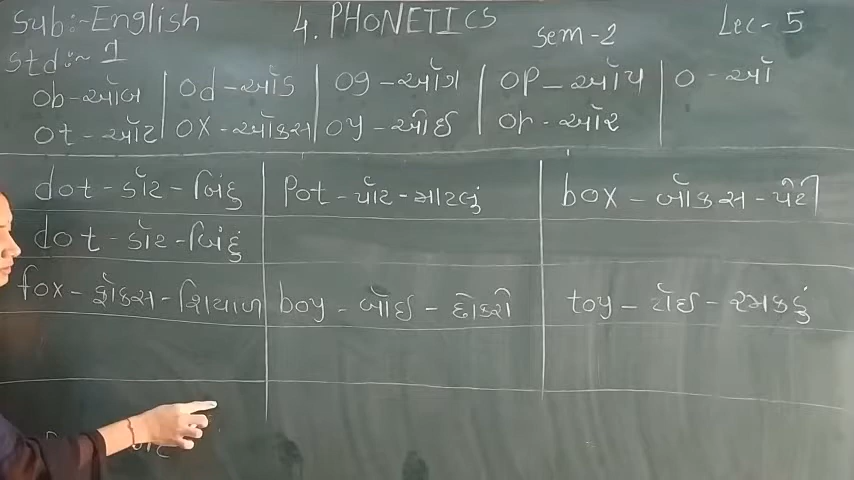 Sub:- English 4. PHONETICS Sem-2 Lec-5
Std:- 1
ob - ઑબ od - ઑડ og - ઑગ op - ઑપ o - ઑ
ot - ઑટ ox - ઑક્સ oy - ઓઈ or - ઑર
dot - ડૉટ - બિંદુ pot - પૉટ - માટલું box - બૉક્સ - પેટી
dot - ડૉટ - બિંદુ
fox - ફૉક્સ - શિયાળ boy - બૉઈ - છોકરો toy - ટૉઈ - રમકડું